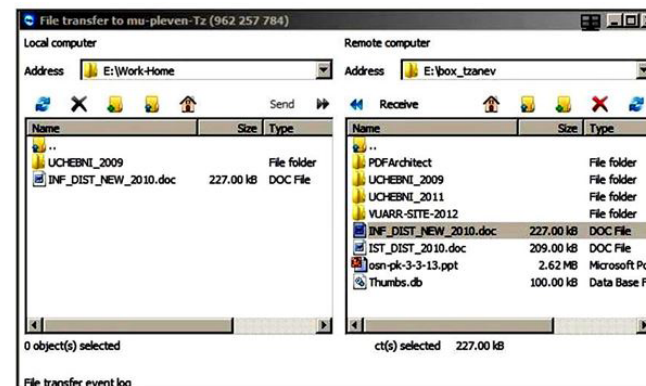 File transfer to mu-pleven-Tz (962 257 784)
Local computer
Address E:\Work-Home
Send
Name Size Type
..
UCHEBNI_2009 File folder
INF_DIST_NEW_2010.doc 227.00 kB DOC File
0 object(s) selected
Remote computer
Address E:\box_tzanev
Receive
Name Size Type
..
PDFArchitect File folder
UCHEBNI_2009 File folder
UCHEBNI_2011 File folder
VUARR-SITE-2012 File folder
INF_DIST_NEW_2010.doc 227.00 kB DOC File
IST_DIST_2010.doc 209.00 kB DOC File
osn-pk-3-3-13.ppt 2.62 MB Microsoft Po
Thumbs.db 100.00 kB Data Base F
ct(s) selected 227.00 kB
File transfer event log